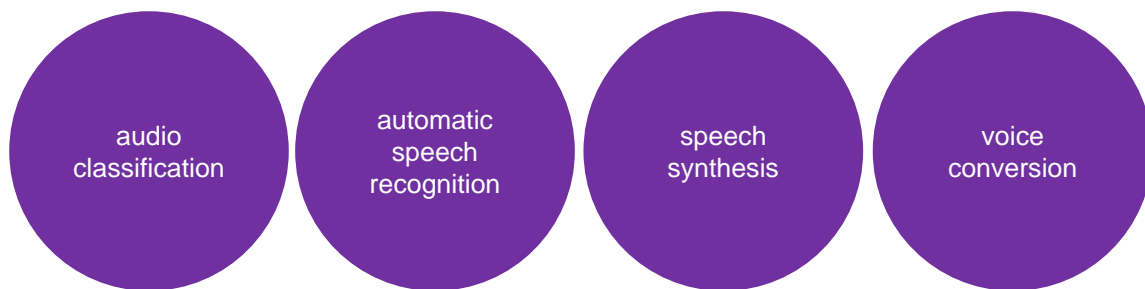 audio
classification
automatic
speech
recognition
speech
synthesis
voice
conversion